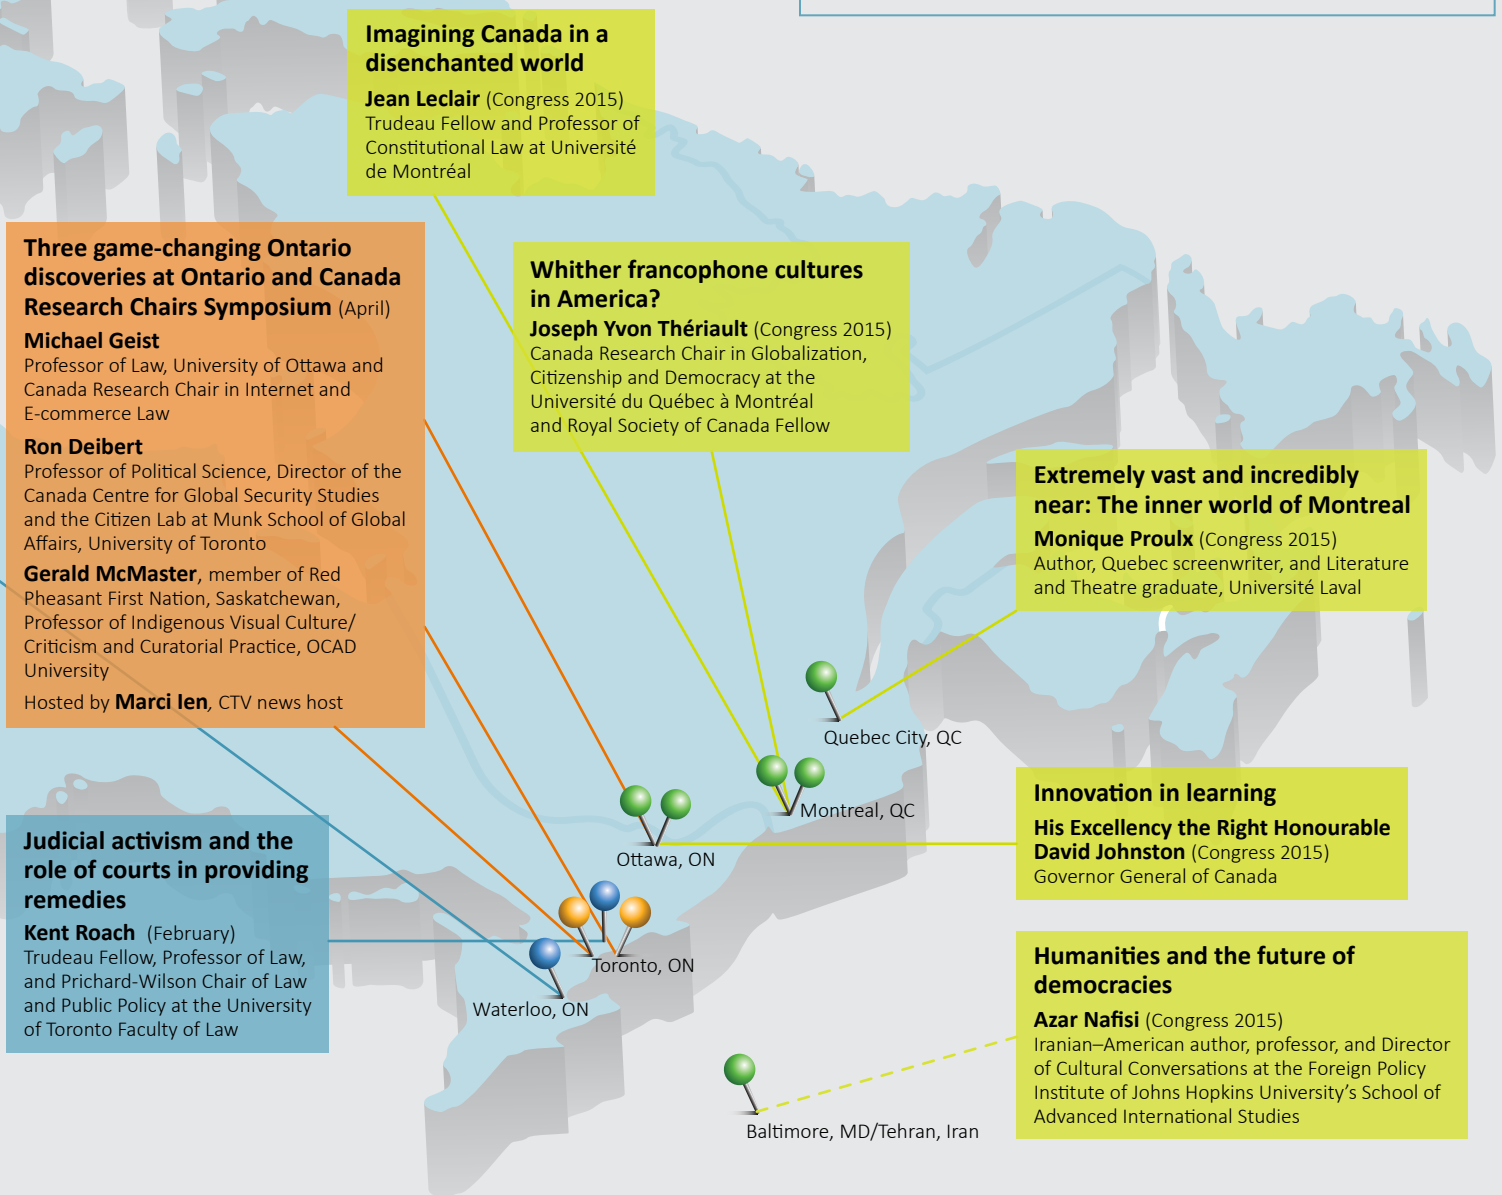 Imagining Canada in a
disenchanted world
Jean Leclair (Congress 2015)
Trudeau Fellow and Professor of
Constitutional Law at Université
de Montréal
Three game-changing Ontario
discoveries at Ontario and Canada
Research Chairs Symposium (April)
Michael Geist
Professor of Law, University of Ottawa and
Canada Research Chair in Internet and
E-commerce Law
Ron Deibert
Professor of Political Science, Director of the
Canada Centre for Global Security Studies
and the Citizen Lab at Munk School of Global
Affairs, University of Toronto
Gerald McMaster, member of Red
Pheasant First Nation, Saskatchewan,
Professor of Indigenous Visual Culture/
Criticism and Curatorial Practice, OCAD
University
Hosted by Marci Ien, CTV news host
Whither francophone cultures
in America?
Joseph Yvon Thériault (Congress 2015)
Canada Research Chair in Globalization,
Citizenship and Democracy at the
Université du Québec à Montréal
and Royal Society of Canada Fellow
Extremely vast and incredibly
near: The inner world of Montreal
Monique Proulx (Congress 2015)
Author, Quebec screenwriter, and Literature
and Theatre graduate, Université Laval
Quebec City, QC
Montreal, QC
Ottawa, ON
Toronto, ON
Waterloo, ON
Innovation in learning
His Excellency the Right Honourable
David Johnston (Congress 2015)
Governor General of Canada
Judicial activism and the
role of courts in providing
remedies
Kent Roach (February)
Trudeau Fellow, Professor of Law,
and Prichard-Wilson Chair of Law
and Public Policy at the University
of Toronto Faculty of Law
Humanities and the future of
democracies
Azar Nafisi (Congress 2015)
Iranian–American author, professor, and Director
of Cultural Conversations at the Foreign Policy
Institute of Johns Hopkins University's School of
Advanced International Studies
Baltimore, MD/Tehran, Iran